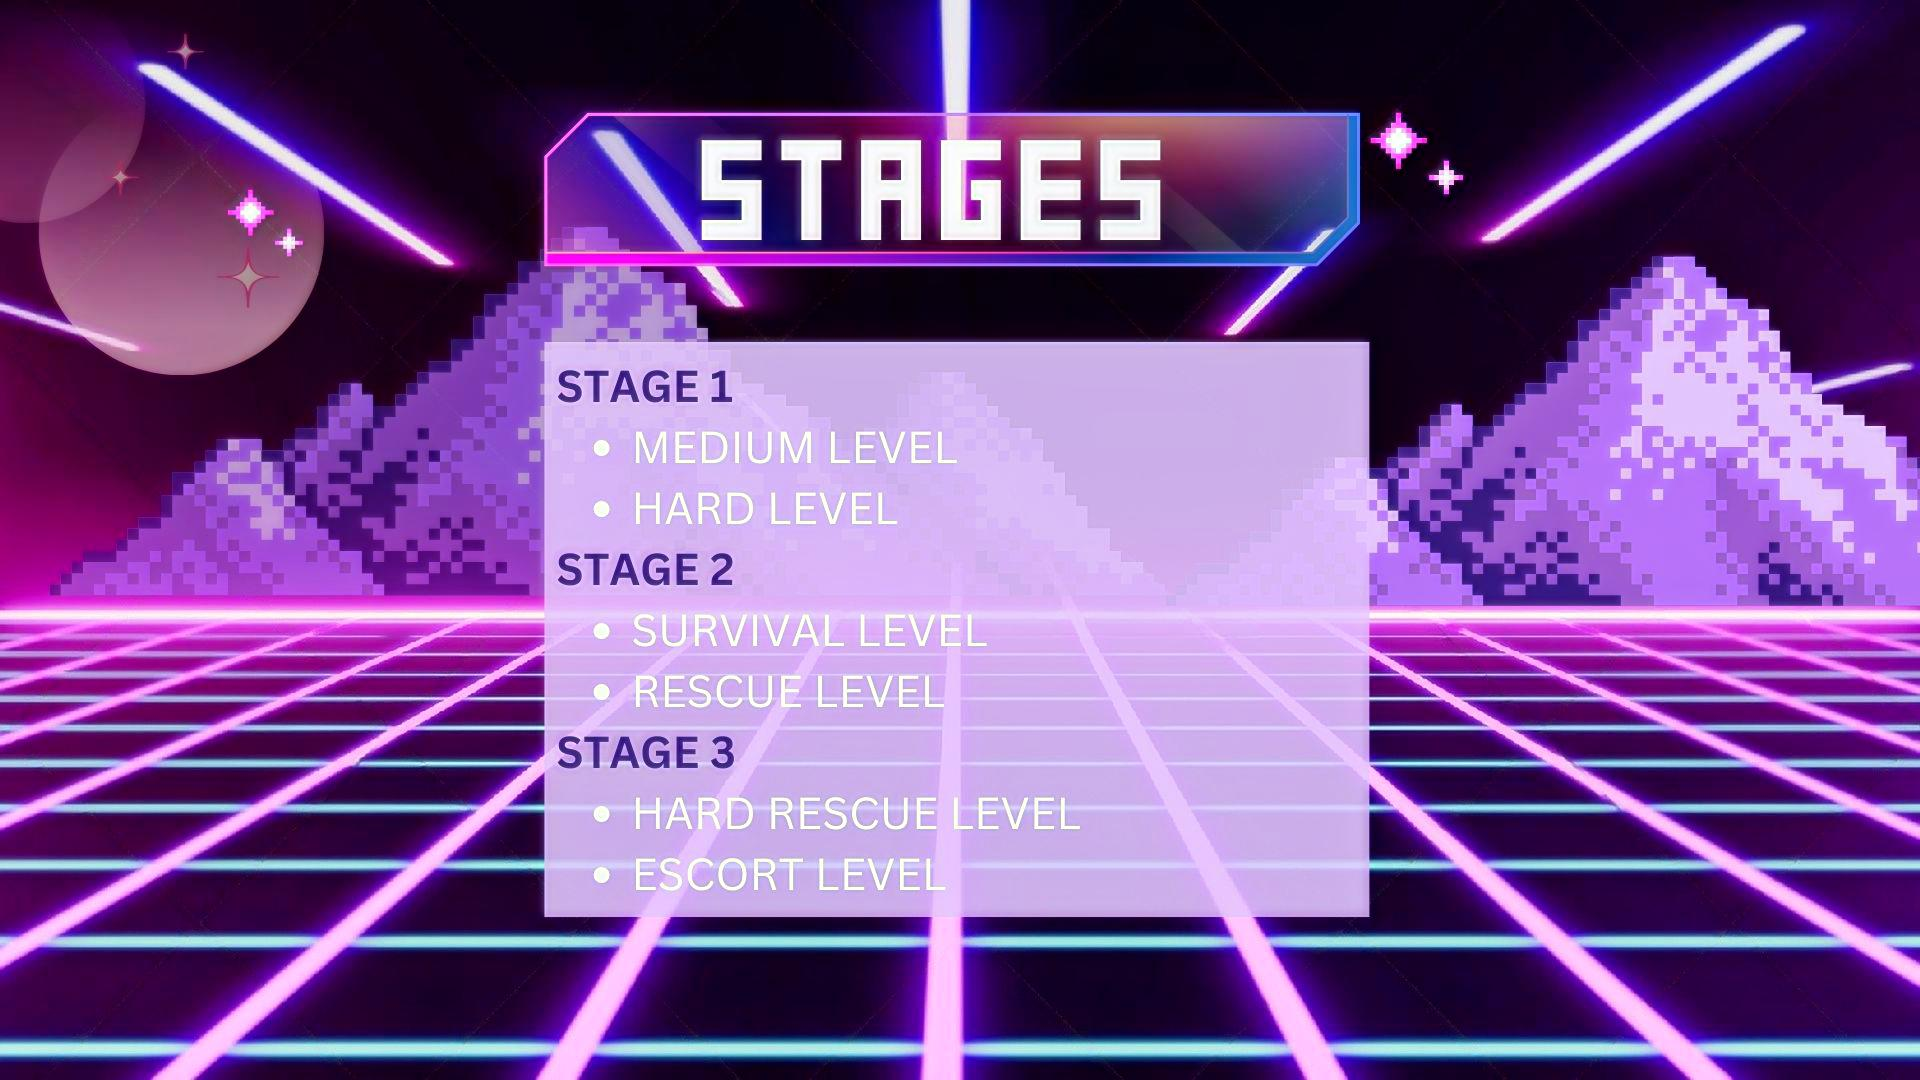 STAGES
STAGE 1
• MEDIUM LEVEL
• HARD LEVEL
STAGE 2
• SURVIVAL LEVEL
• RESCUE LEVEL
STAGE 3
• HARD RESCUE LEVEL
• ESCORT LEVEL